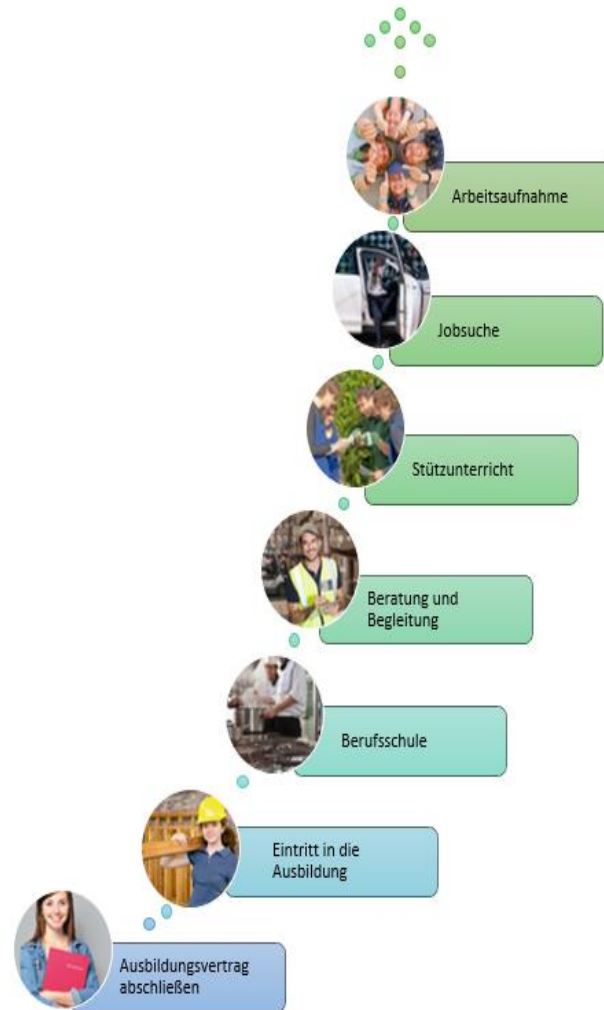 Arbeitsaufnahme
Jobsuche
Stützunterricht
Beratung und
Begleitung
Berufsschule
Eintritt in die
Ausbildung
Ausbildungsvertrag
abschließen